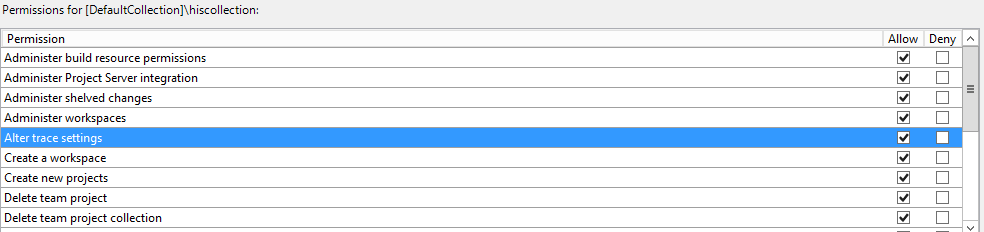 Permissions for [DefaultCollection]\hiscollection:
Permission Allow Deny
Administer build resource permissions
Administer Project Server integration
Administer shelved changes
Administer workspaces
Alter trace settings
Create a workspace
Create new projects
Delete team project
Delete team project collection